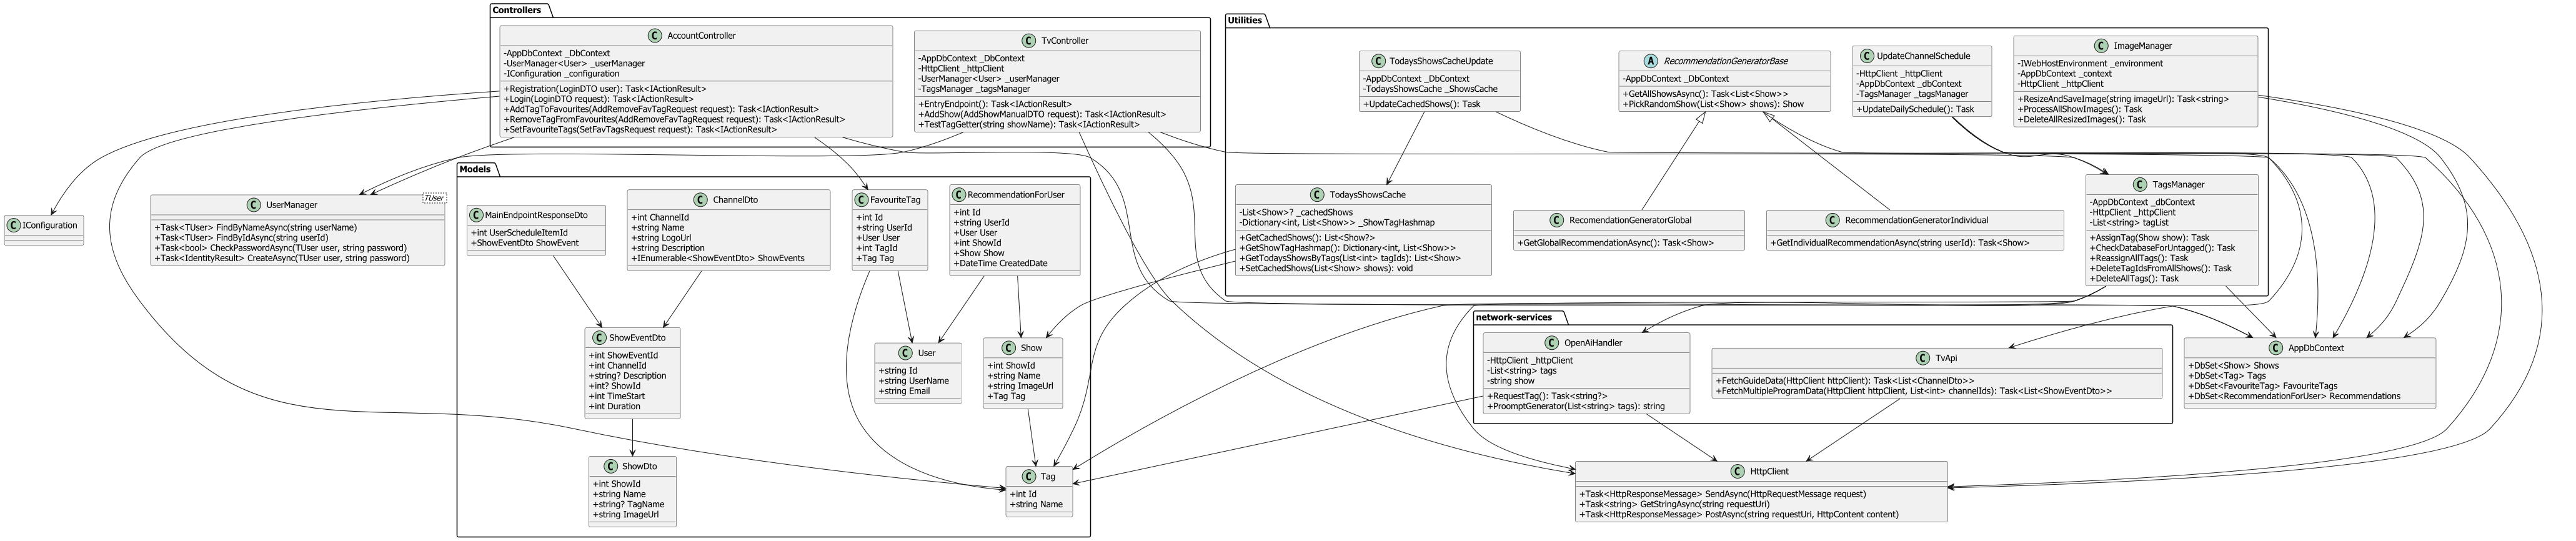 Controllers
C AccountController
-AppDbContext _DbContext
-UserManager<User> _userManager
-IConfiguration _configuration
+Registration(LoginDTO user): Task<IActionResult>
+Login(LoginDTO request): Task<IActionResult>
+AddTagToFavourites(AddRemoveFavTagRequest request): Task<IActionResult>
+RemoveTagFromFavourites(AddRemoveFavTagRequest request): Task<IActionResult>
+SetFavouriteTags(SetFavTagsRequest request): Task<IActionResult>
C TvController
-AppDbContext _DbContext
-HttpClient _httpClient
-UserManager<User> _userManager
-TagsManager _tagsManager
+EntryEndpoint(): Task<IActionResult>
+AddShow(AddShowManualDTO request): Task<IActionResult>
+TestTagGetter(string showName): Task<IActionResult>
Utilities
C TodaysShowsCacheUpdate
-AppDbContext _DbContext
-TodaysShowsCache _ShowsCache
+UpdateCachedShows(): Task
A RecommendationGeneratorBase
-AppDbContext _DbContext
+GetAllShowsAsync(): Task<List<Show>>
+PickRandomShow(List<Show> shows): Show
C UpdateChannelSchedule
-HttpClient _httpClient
-AppDbContext _dbContext
-TagsManager _tagsManager
+UpdateDailySchedule(): Task
C ImageManager
-IWebHostEnvironment _environment
-AppDbContext _context
-HttpClient _httpClient
+ResizeAndSaveImage(string imageUrl): Task<string>
+ProcessAllShowImages(): Task
+DeleteAllResizedImages(): Task
C TodaysShowsCache
-List<Show>? _cachedShows
-Dictionary<int, List<Show>> _ShowTagHashmap
+GetCachedShows(): List<Show?>
+GetShowTagHashmap(): Dictionary<int, List<Show>>
+GetTodaysShowsByTags(List<int> tagIds): List<Show>
+SetCachedShows(List<Show> shows): void
C RecomendationGeneratorGlobal
+GetGlobalRecommendationAsync(): Task<Show>
C RecommendationGeneratorIndividual
+GetIndividualRecommendationAsync(string userId): Task<Show>
C TagsManager
-AppDbContext _dbContext
-HttpClient _httpClient
-List<string> tagList
+AssignTag(Show show): Task
+CheckDatabaseForUntagged(): Task
+ReassignAllTags(): Task
+DeleteTagIdsFromAllShows(): Task
+DeleteAllTags(): Task
C IConfiguration
C UserManager
TUser
+Task<TUser> FindByNameAsync(string userName)
+Task<TUser> FindByIdAsync(string userId)
+Task<bool> CheckPasswordAsync(TUser user, string password)
+Task<IdentityResult> CreateAsync(TUser user, string password)
Models
C MainEndpointResponseDto
+int UserScheduleItemId
+ShowEventDto ShowEvent
C ChannelDto
+int ChannelId
+string Name
+string LogoUrl
+string Description
+IEnumerable<ShowEventDto> ShowEvents
C FavouriteTag
+int Id
+string UserId
+User User
+int TagId
+Tag Tag
C RecommendationForUser
+int Id
+string UserId
+User User
+int ShowId
+Show Show
+DateTime CreatedDate
C ShowEventDto
+int ShowEventId
+int ChannelId
+string? Description
+int? ShowId
+int TimeStart
+int Duration
C User
+string Id
+string UserName
+string Email
C Show
+int ShowId
+string Name
+string ImageUrl
+Tag Tag
C ShowDto
+int ShowId
+string Name
+string? TagName
+string ImageUrl
C Tag
+int Id
+string Name
network-services
C OpenAiHandler
-HttpClient _httpClient
-List<string> tags
-string show
+RequestTag(): Task<string?>
+ProomptGenerator(List<string> tags): string
C TvApi
+FetchGuideData(HttpClient httpClient): Task<List<ChannelDto>>
+FetchMultipleProgramData(HttpClient httpClient, List<int> channelIds): Task<List<ShowEventDto>>
C AppDbContext
+DbSet<Show> Shows
+DbSet<Tag> Tags
+DbSet<FavouriteTag> FavouriteTags
+DbSet<RecommendationForUser> Recommendations
C HttpClient
+Task<HttpResponseMessage> SendAsync(HttpRequestMessage request)
+Task<string> GetStringAsync(string requestUri)
+Task<HttpResponseMessage> PostAsync(string requestUri, HttpContent content)